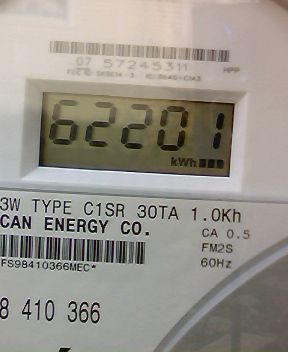 07 57245311
HPP
62201
kWh
3W TYPE C1SR 30TA 1.0Kh
CAN ENERGY CO.
CA 0.5
FM2S
60Hz
FS98410366MEC*
8 410 366